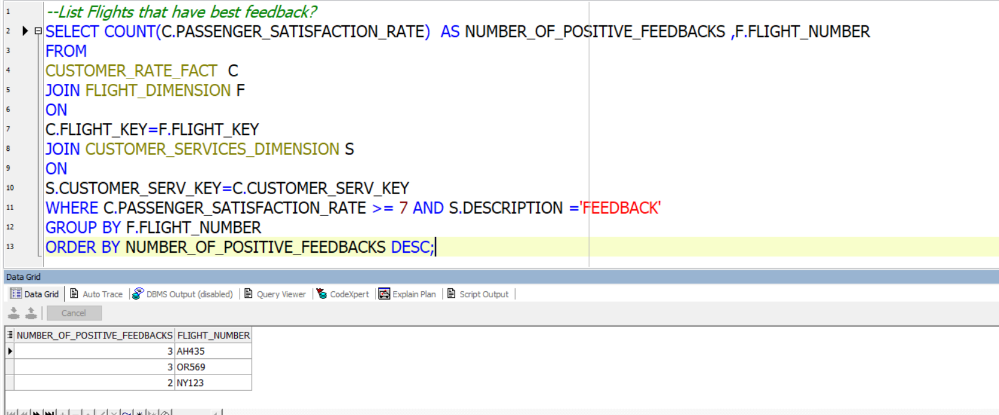 1 --List Flights that have best feedback?
2 SELECT COUNT(C.PASSENGER_SATISFACTION_RATE)  AS NUMBER_OF_POSITIVE_FEEDBACKS ,F.FLIGHT_NUMBER
3 FROM
4 CUSTOMER_RATE_FACT  C
5 JOIN FLIGHT_DIMENSION F
6 ON
7 C.FLIGHT_KEY=F.FLIGHT_KEY
8 JOIN CUSTOMER_SERVICES_DIMENSION S
9 ON
10 S.CUSTOMER_SERV_KEY=C.CUSTOMER_SERV_KEY
11 WHERE C.PASSENGER_SATISFACTION_RATE >= 7 AND S.DESCRIPTION ='FEEDBACK'
12 GROUP BY F.FLIGHT_NUMBER
13 ORDER BY NUMBER_OF_POSITIVE_FEEDBACKS DESC;
Data Grid
Data Grid Auto Trace DBMS Output (disabled) Query Viewer CodeXpert Explain Plan Script Output
Cancel
NUMBER_OF_POSITIVE_FEEDBACKS FLIGHT_NUMBER
3 AH435
3 OR569
2 NY123